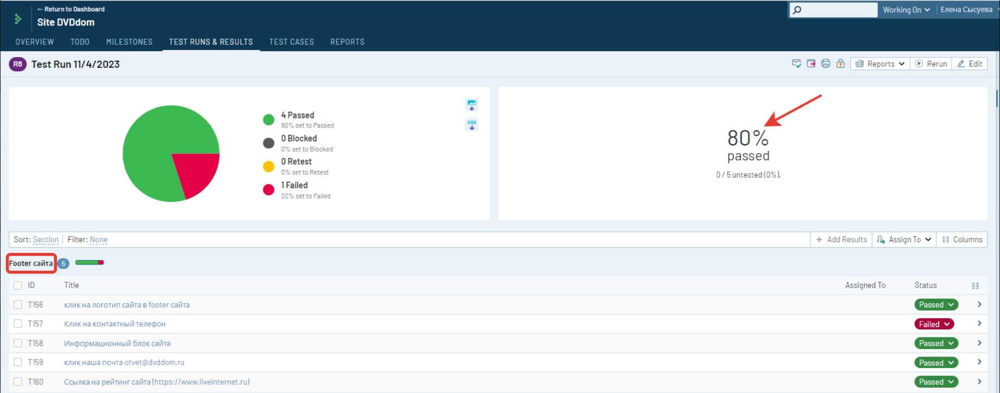 ← Return to Dashboard
Site DVDdom
Working On
Елена Сысуева
OVERVIEW TODO MILESTONES TEST RUNS & RESULTS TEST CASES REPORTS
R8 Test Run 11/4/2023
Reports Rerun Edit
4 Passed
80% set to Passed
0 Blocked
0% set to Blocked
0 Retest
0% set to Retest
1 Failed
20% set to Failed
CSV
80%
passed
0 / 5 untested (0%).
Sort: Section Filter: None
+ Add Results Assign To Columns
Footer сайта 5
ID Title Assigned To Status
T156 клик на логотип сайта в footer сайта Passed
T157 Клик на контактный телефон Failed
T158 Информационный блок сайта Passed
T159 клик наша почта otvet@dvddom.ru Passed
T160 Ссылка на рейтинг сайта (https://www.liveinternet.ru) Passed